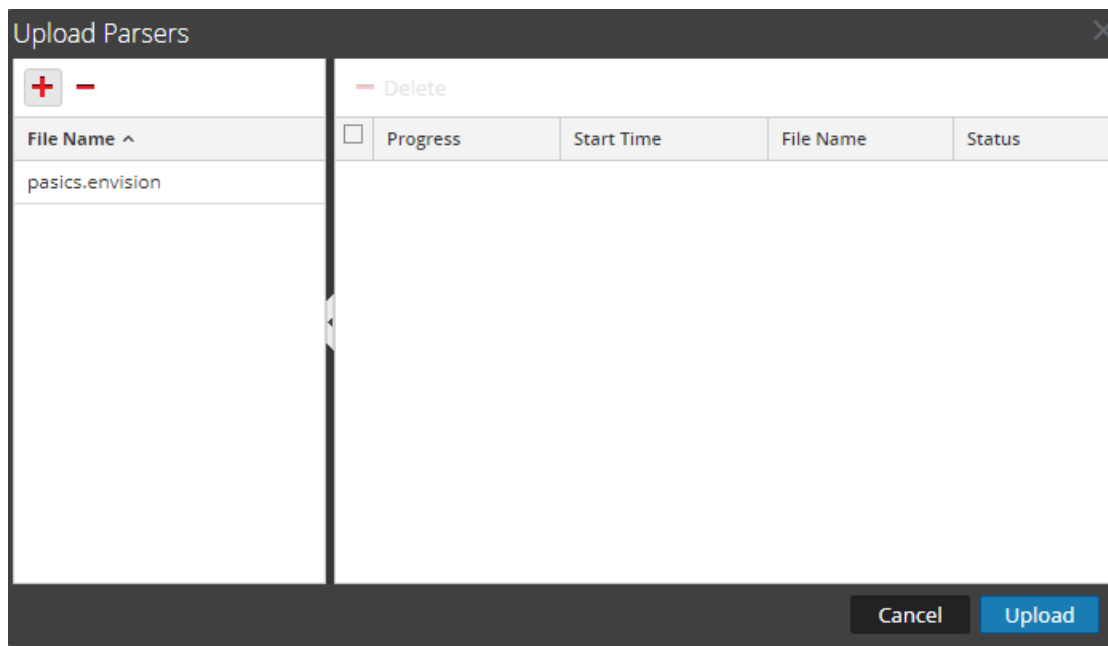 Upload Parsers
Delete
File Name
Progress Start Time File Name Status
pasics.envision
Cancel Upload